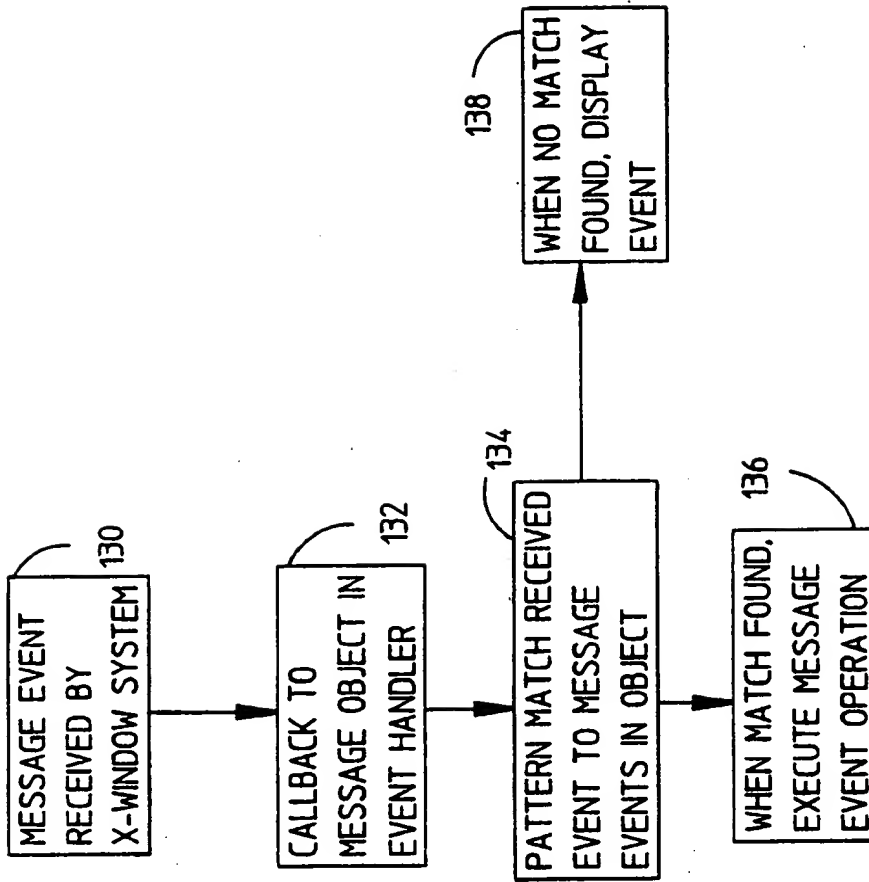 MESSAGE EVENT
RECEIVED BY
X-WINDOW SYSTEM
130
CALLBACK TO
MESSAGE OBJECT IN
EVENT HANDLER
132
PATTERN MATCH RECEIVED
EVENT TO MESSAGE
EVENTS IN OBJECT
134
WHEN MATCH FOUND,
EXECUTE MESSAGE
EVENT OPERATION
136
WHEN NO MATCH
FOUND, DISPLAY
EVENT
138